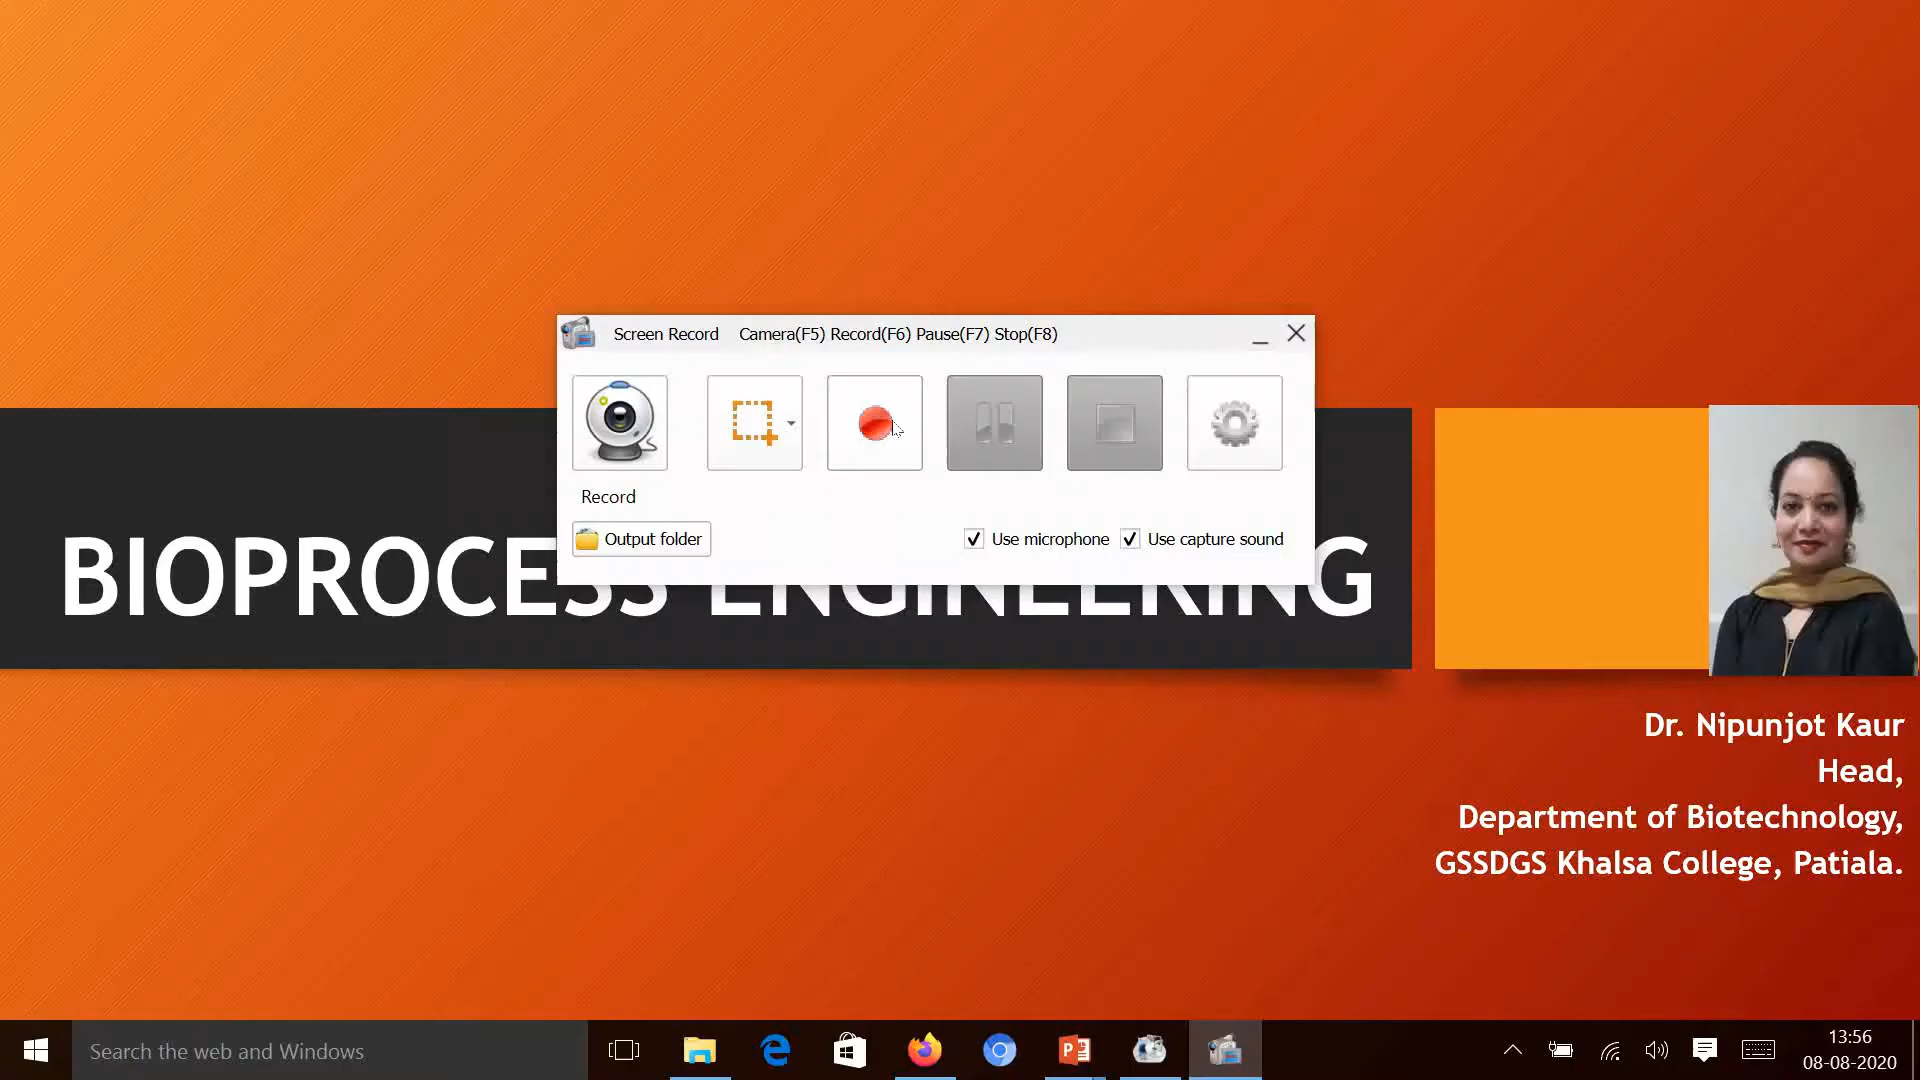 Screen Record Camera(F5) Record(F6) Pause(F7) Stop(F8)
Record
Output folder Use microphone Use capture sound
BIOPROCESS ENGINEERING
Dr. Nipunjot Kaur
Head,
Department of Biotechnology,
GSSDGS Khalsa College, Patiala.
Search the web and Windows
13:56
08-08-2020